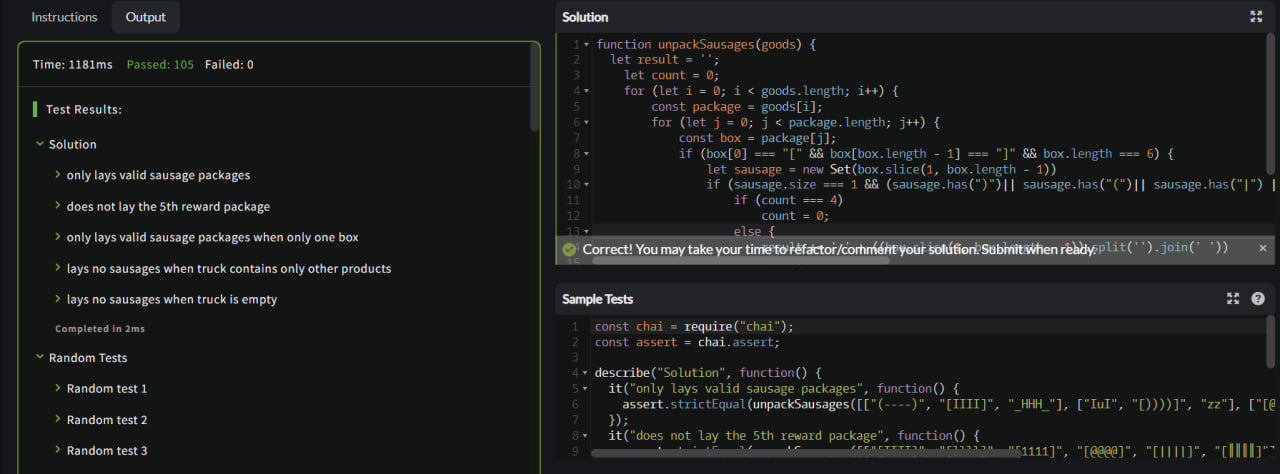 Instructions
Output
Time: 1181ms Passed: 105 Failed: 0
Test Results:
Solution
only lays valid sausage packages
does not lay the 5th reward package
only lays valid sausage packages when only one box
lays no sausages when truck contains only other products
lays no sausages when truck is empty
Completed in 2ms
Random Tests
Random test 1
Random test 2
Random test 3
Solution
1 function unpackSausages(goods) {
2 let result = '';
3 let count = 0;
4 for (let i = 0; i < goods.length; i++) {
5 const package = goods[i];
6 for (let j = 0; j < package.length; j++) {
7 const box = package[j];
8 if (box[0] === "[" && box[box.length - 1] === "]" && box.length === 6) {
9 let sausage = new Set(box.slice(1, box.length - 1))
10 if (sausage.size === 1 && (sausage.has(")")|| sausage.has("(")|| sausage.has("|") |
11 if (count === 4)
12 count = 0;
13 else {
Correct! You may take your time to refactor/comment your solution. Submit when ready.
split('').join(' '))
15
Sample Tests
1 const chai = require("chai");
2 const assert = chai.assert;
3
4 describe("Solution", function() {
5 it("only lays valid sausage packages", function() {
6 assert.strictEqual(unpackSausages([["(----)", "[IIII]", "_HHH_"], ["IuI", "[))))]", "zz"], ["[@
7 });
8 it("does not lay the 5th reward package", function() {
9 "[@@@@]", "[||||]",